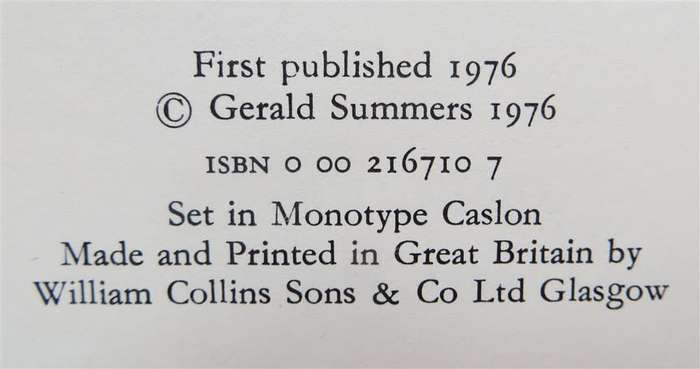 First published 1976
© Gerald Summers 1976
ISBN 0 00 216710 7
Set in Monotype Caslon
Made and Printed in Great Britain by
William Collins Sons & Co Ltd Glasgow